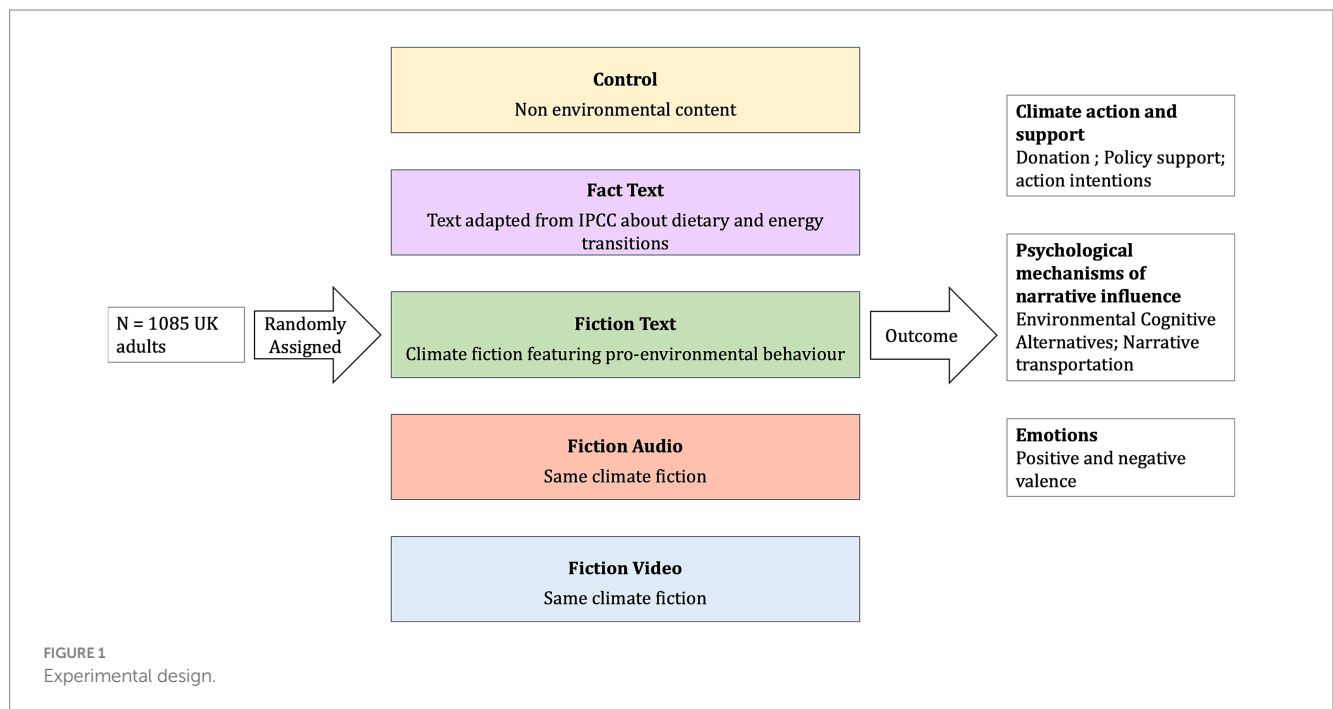 Control
Non environmental content
Fact Text
Text adapted from IPCC about dietary and energy
transitions
N = 1085 UK
adults
Randomly
Assigned
Fiction Text
Climate fiction featuring pro-environmental behaviour
Fiction Audio
Same climate fiction
Fiction Video
Same climate fiction
Outcome
Climate action and
support
Donation ; Policy support;
action intentions
Psychological
mechanisms of
narrative influence
Environmental Cognitive
Alternatives; Narrative
transportation
Emotions
Positive and negative
valence
FIGURE 1
Experimental design.